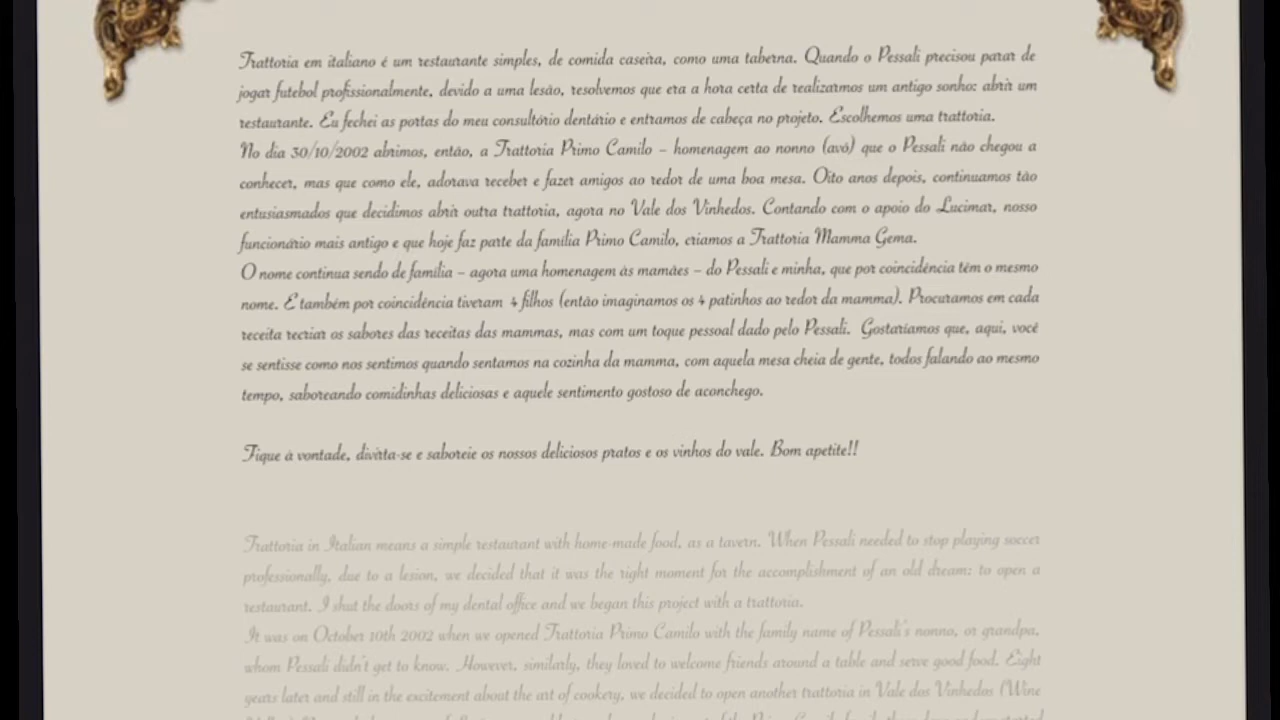 Trattoria em italiano é um restaurante simples, de comida caseira, como uma taberna. Quando o Pessali precisou parar de
jogar futebol profissionalmente, devido a uma lesão, resolvemos que era a hora certa de realizarmos um antigo sonho: abrir um
restaurante. Eu fechei as portas do meu consultório dentário e entramos de cabeça no projeto. Escolhemos uma trattoria.
No dia 30/10/2002 abrimos, então, a Trattoria Primo Camilo – homenagem ao nonno (avô) que o Pessali não chegou a
conhecer, mas que como ele, adorava receber e fazer amigos ao redor de uma boa mesa. Oito anos depois, continuamos tão
entusiasmados que decidimos abrir outra trattoria, agora no Vale dos Vinhedos. Contando com o apoio do Lucimar, nosso
funcionário mais antigo e que hoje faz parte da família Primo Camilo, criamos a Trattoria Mamma Gema.
O nome continua sendo de família – agora uma homenagem às mamães – do Pessali e minha, que por coincidência têm o mesmo
nome. E também por coincidência tiveram 4 filhos (então imaginamos os 4 patinhos ao redor da mamma). Procuramos em cada
receita recriar os sabores das receitas das mammas, mas com um toque pessoal dado pelo Pessali. Gostaríamos que, aqui, você
se sentisse como nos sentimos quando sentamos na cozinha da mamma, com aquela mesa cheia de gente, todos falando ao mesmo
tempo, saboreando comidinhas deliciosas e aquele sentimento gostoso de aconchego.
Fique à vontade, divirta-se e saboreie os nossos deliciosos pratos e os vinhos do vale. Bom apetite!!
Trattoria in Italian means a simple restaurant with home-made food, as a tavern. When Pessali needed to stop playing soccer
professionally, due to a lesion, we decided that it was the right moment for the accomplishment of an old dream: to open a
restaurant. I shut the doors of my dental office and we began this project with a trattoria.
It was on October 10th 2002 when we opened Trattoria Primo Camilo with the family name of Pessali's nonno, or grandpa,
whom Pessali didn't get to know. However, similarly, they loved to welcome friends around a table and serve good food. Eight
years later and still in the excitement about the art of cookery, we decided to open another trattoria in Vale dos Vinhedos (Wine